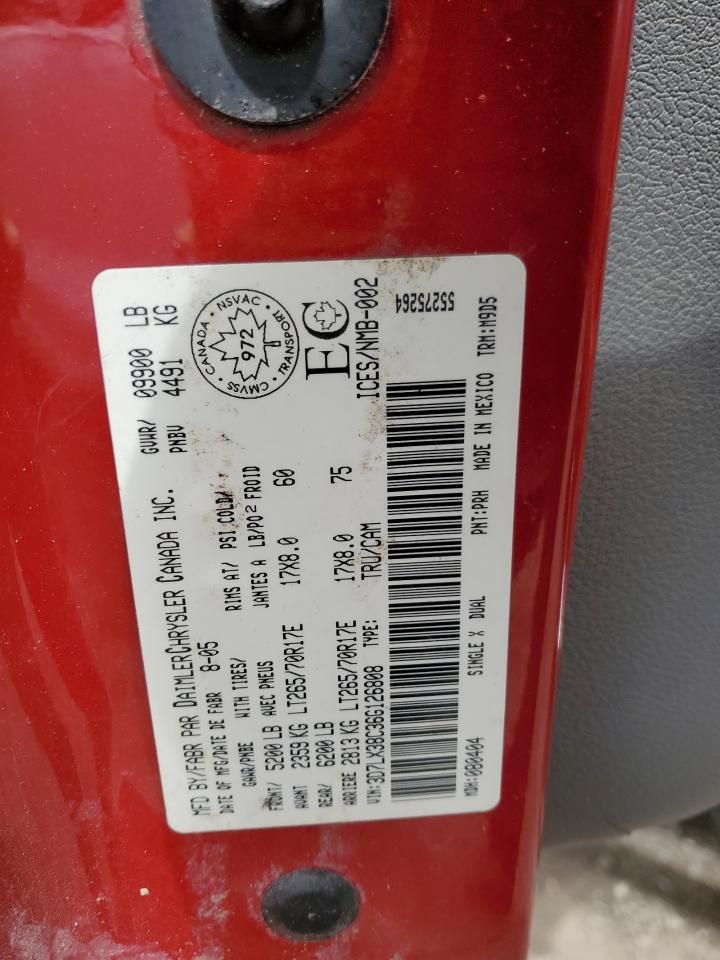 MFD BY/FABR PAR DAIMLERCHRYSLER CANADA INC.
DATE OF MFG/DATE DE FABR 8-05
GVWR/ 09900 LB
PNBV 4491 KG
GAWR/PNBE WITH TIRES/ RIMS AT/ PSI COLD/
AVEC PNEUS JANTES A LB/PO2 FROID
FRONT/ 5200 LB
AVANT 2359 KG LT265/70R17E 17X8.0 60
REAR/ 6200 LB
ARRIERE 2813 KG LT265/70R17E 17X8.0 75
CANADA · NSVAC · TRANSPORT · CMVSS
972
EC
ICES/NMB-002
VIN: 3D7LX38C36G126808 TYPE: TRU/CAM
55275264
SINGLE X DUAL
MDH:080404 PNT:PRH MADE IN MEXICO TRM:M9D5